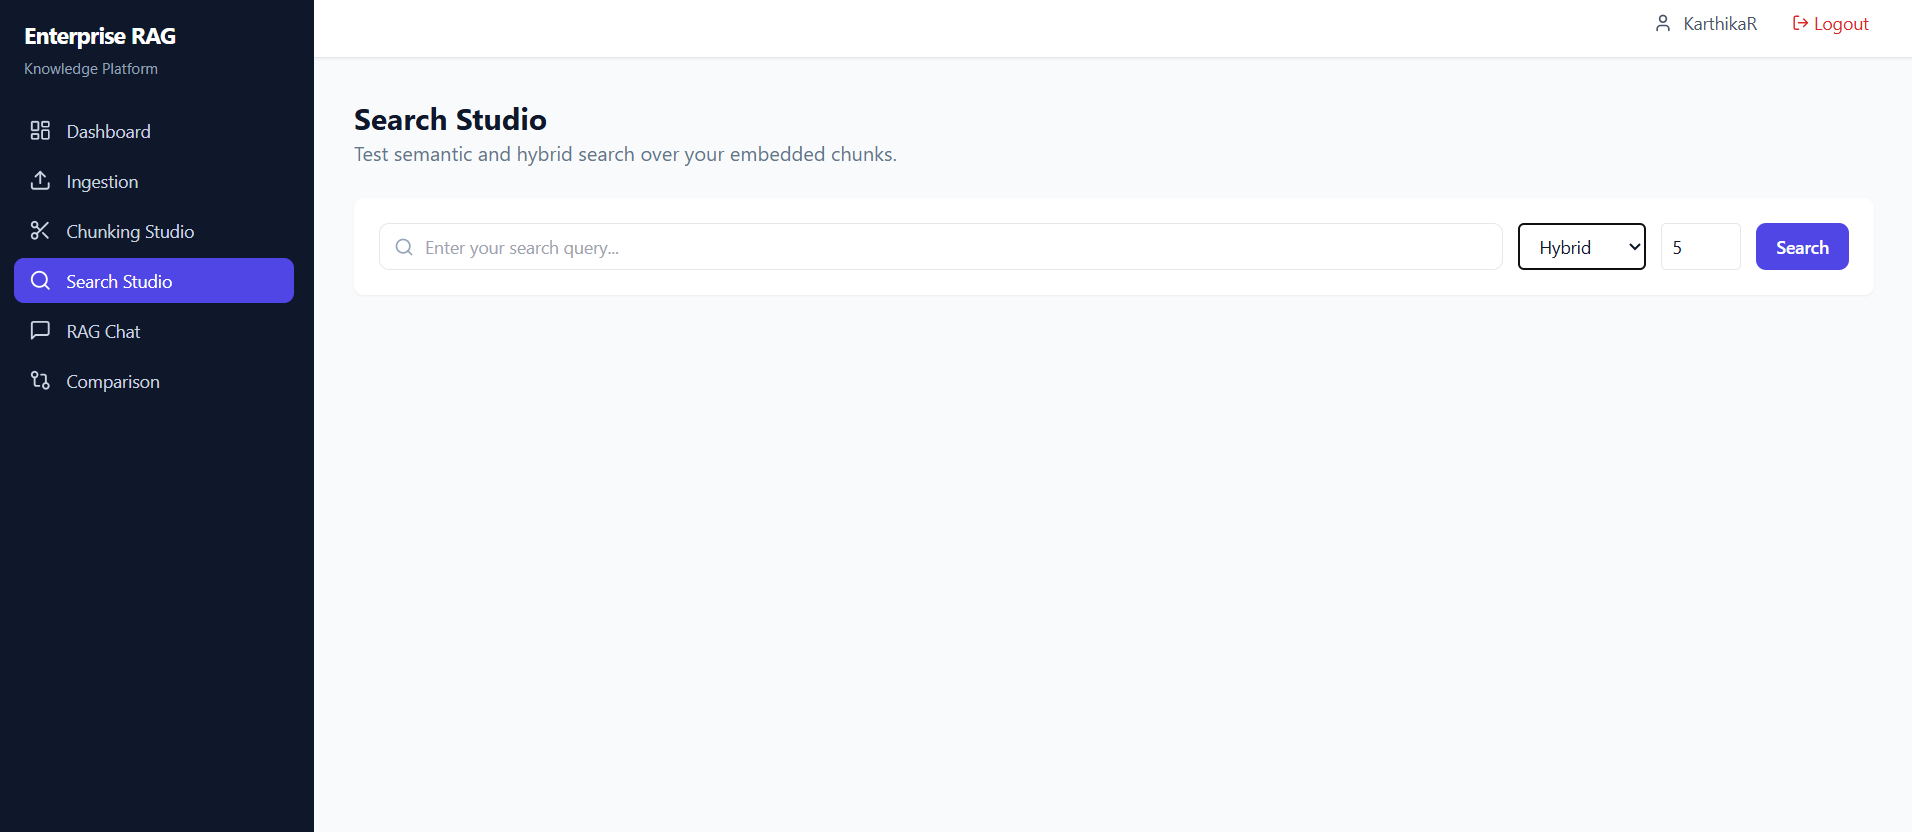 Enterprise RAG
Knowledge Platform
Dashboard
Ingestion
Chunking Studio
Search Studio
RAG Chat
Comparison
KarthikaR
Logout
Search Studio
Test semantic and hybrid search over your embedded chunks.
Enter your search query...
Hybrid
5
Search